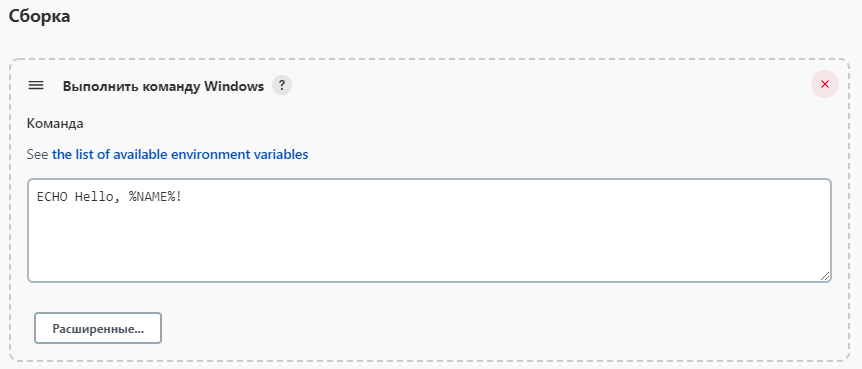 Сборка
Выполнить команду Windows ?
Команда
See the list of available environment variables
ECHO Hello, %NAME%!
Расширенные...